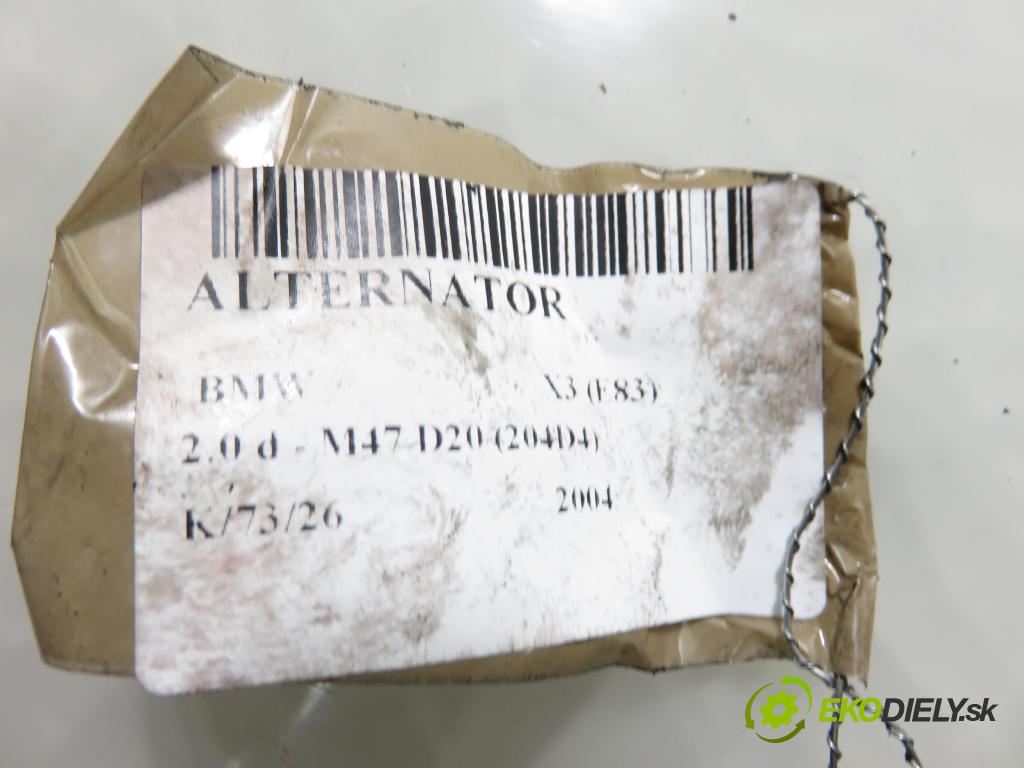 ALTERNATOR
BMW X3 (E83)
2.0 d - M47 D20 (204D4)
K/73/26 2004
EKODIELY.sk